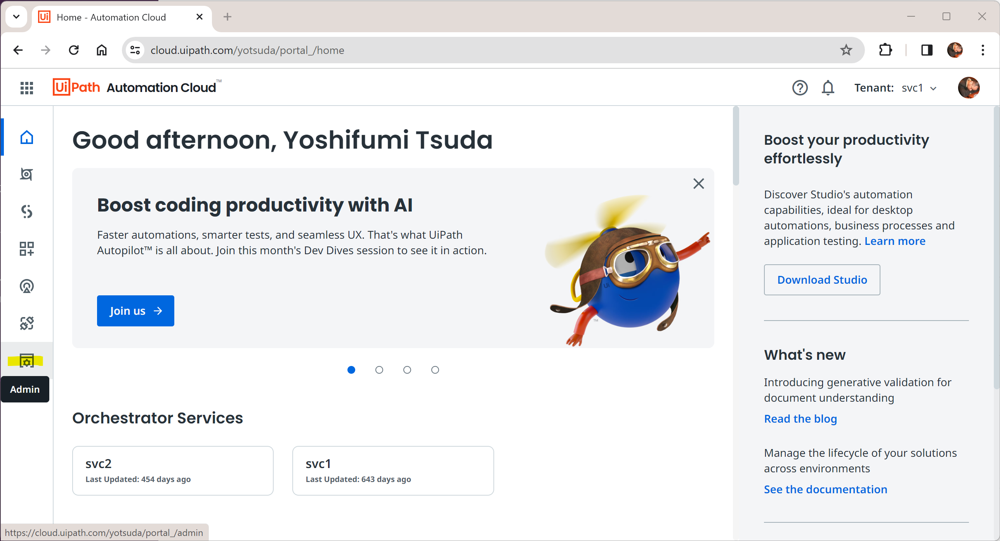 Home - Automation Cloud
cloud.uipath.com/yotsuda/portal_/home
UiPath Automation Cloud™
Tenant: svc1
Good afternoon, Yoshifumi Tsuda
Boost coding productivity with AI
Faster automations, smarter tests, and seamless UX. That's what UiPath
Autopilot™ is all about. Join this month's Dev Dives session to see it in action.
Ui
Join us
TM
Admin
Orchestrator Services
svc2
Last Updated: 454 days ago
svc1
Last Updated: 643 days ago
Boost your productivity
effortlessly
Discover Studio's automation
capabilities, ideal for desktop
automations, business processes and
application testing. Learn more
Download Studio
What's new
Introducing generative validation for
document understanding
Read the blog
Manage the lifecycle of your solutions
across environments
See the documentation
https://cloud.uipath.com/yotsuda/portal_/admin